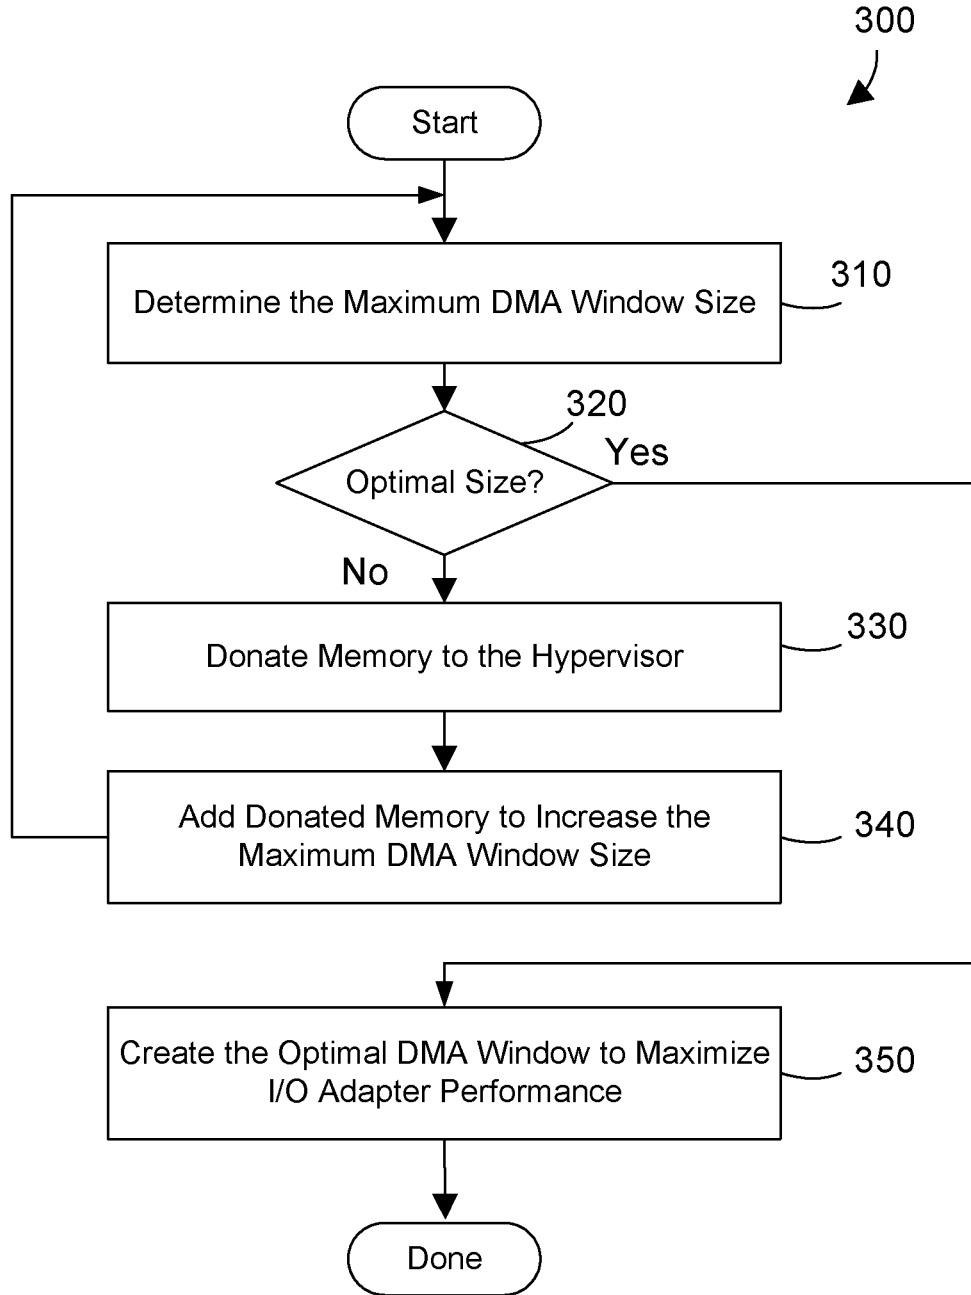 300
Start
Determine the Maximum DMA Window Size
310
320
Yes
Optimal Size?
No
Donate Memory to the Hypervisor
330
Add Donated Memory to Increase the
Maximum DMA Window Size
340
Create the Optimal DMA Window to Maximize
I/O Adapter Performance
350
Done